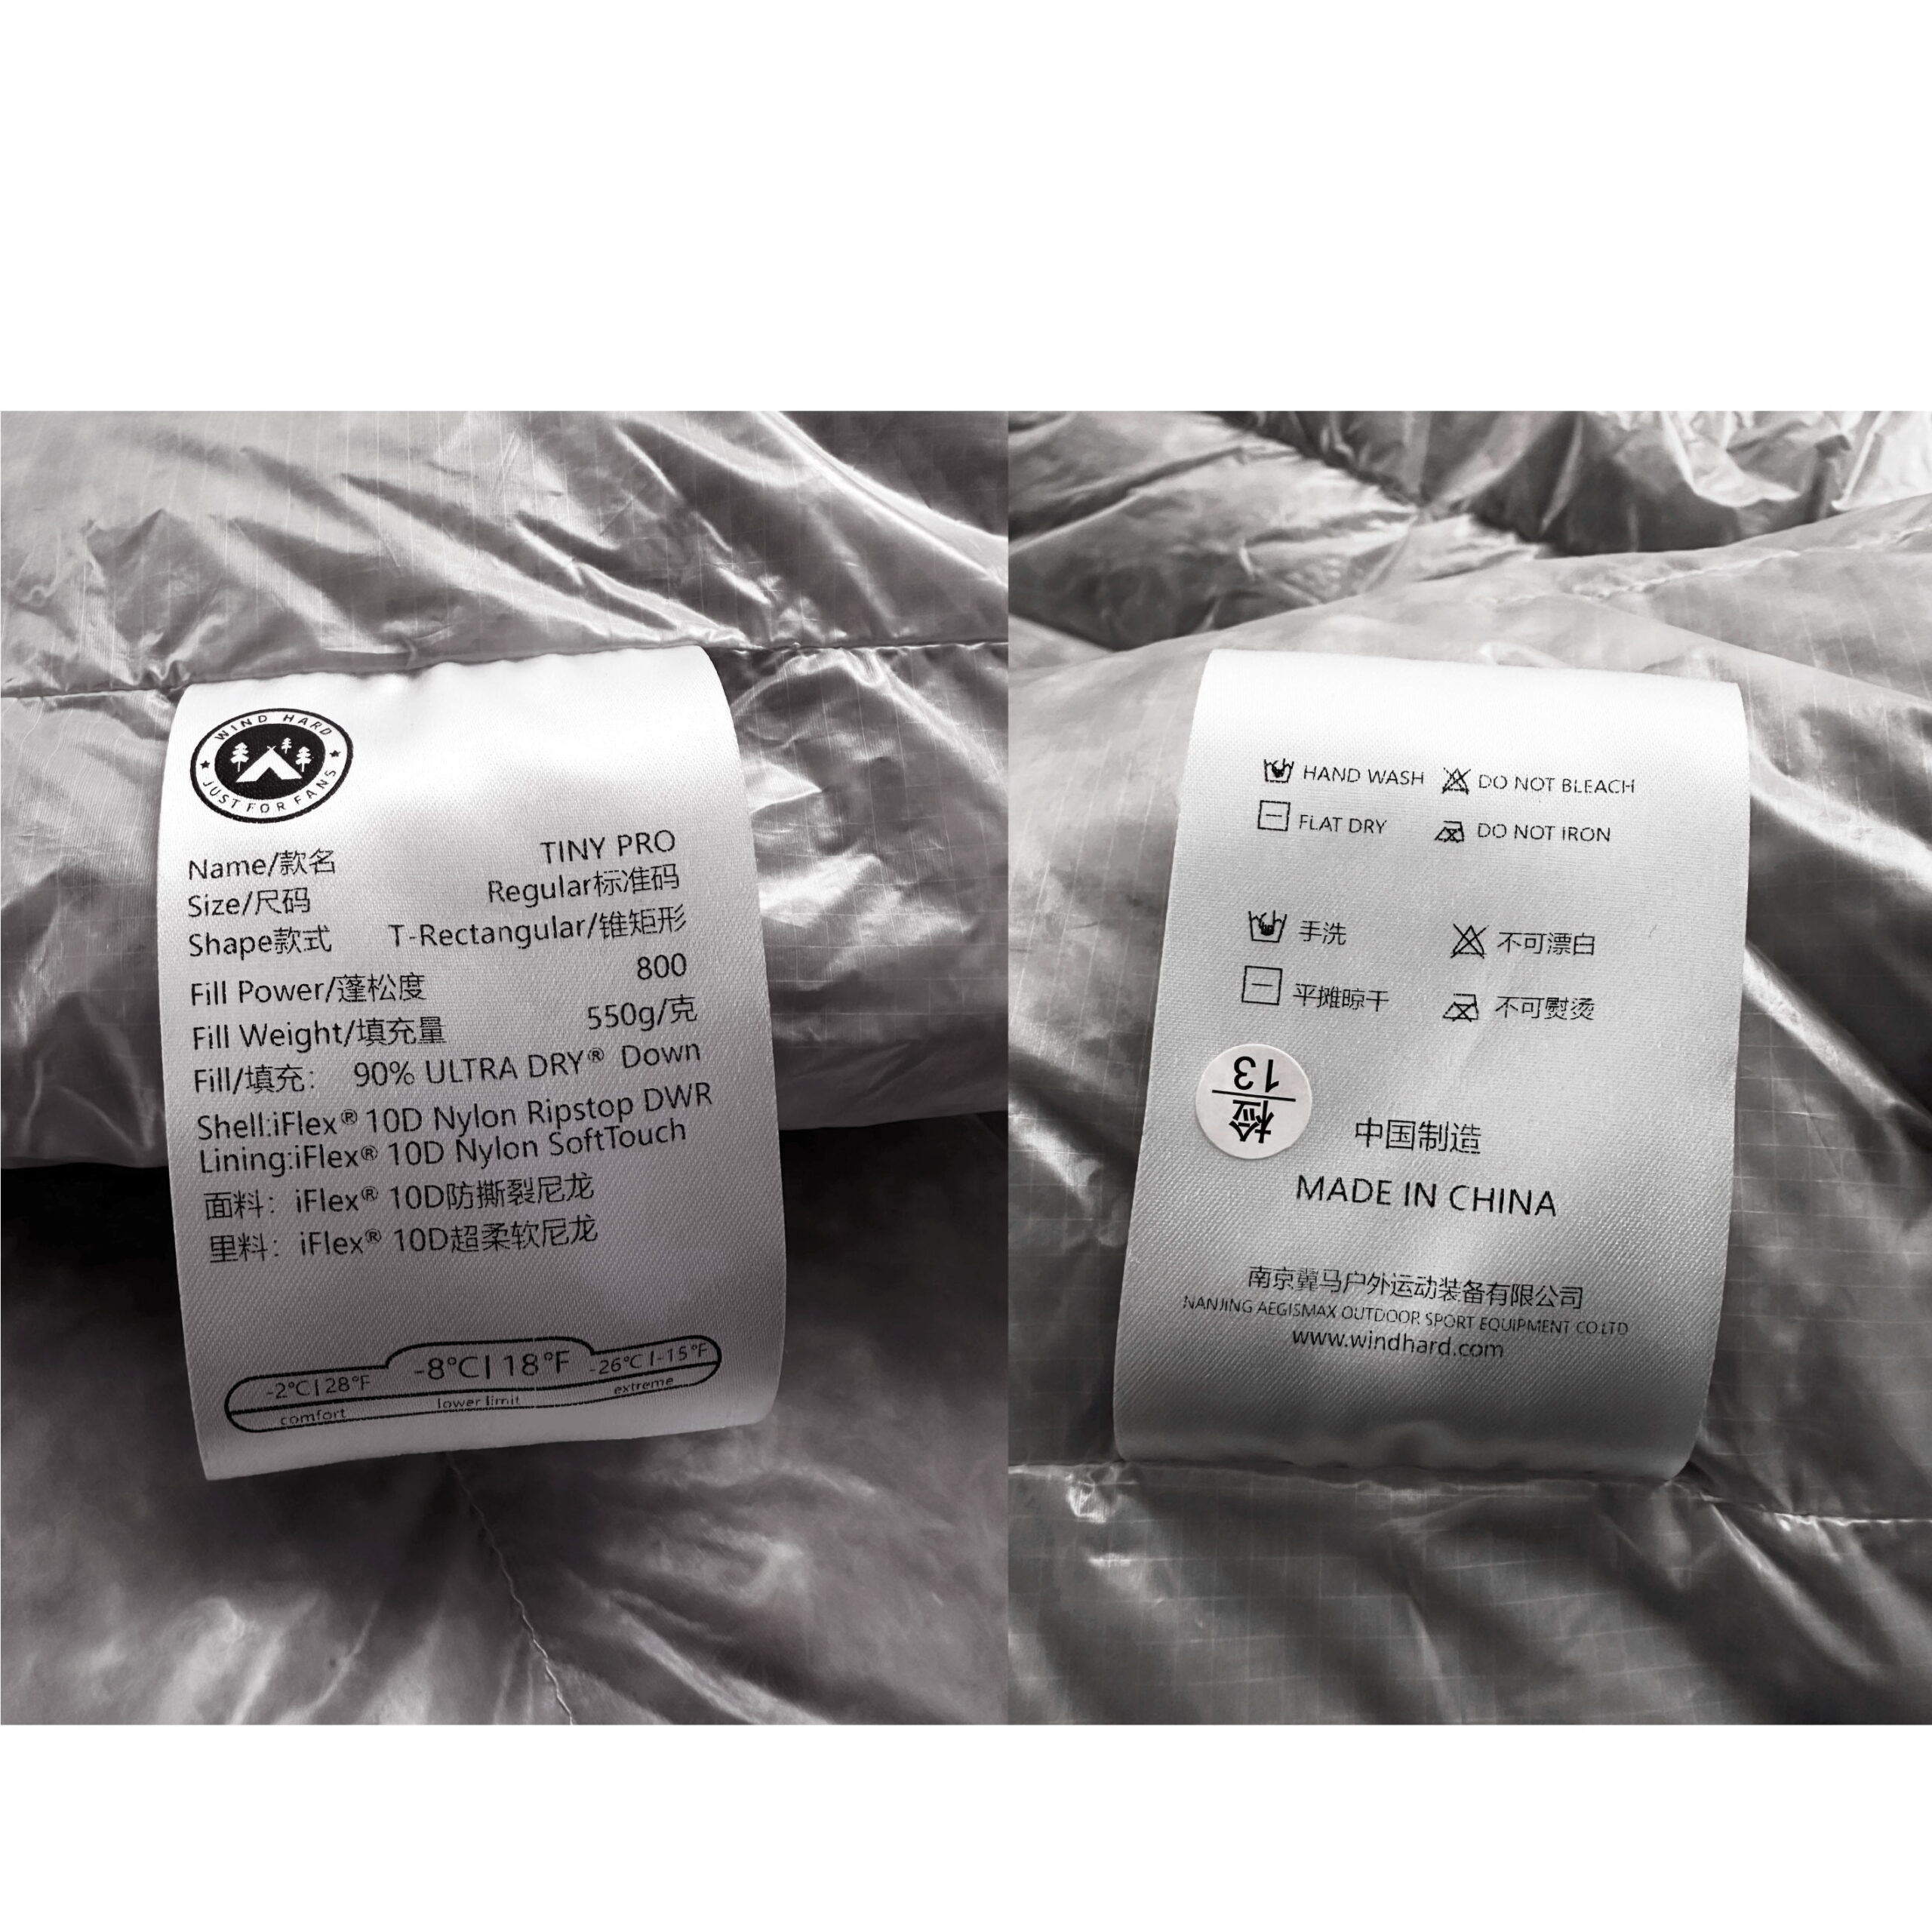 WIND HARD
JUST FOR FANS
Name/款名 TINY PRO
Size/尺码 Regular标准码
Shape款式 T-Rectangular/锥矩形
Fill Power/蓬松度 800
Fill Weight/填充量 550g/克
Fill/填充： 90% ULTRA DRY® Down
Shell:iFlex® 10D Nylon Ripstop DWR
Lining:iFlex® 10D Nylon SoftTouch
面料：iFlex® 10D防撕裂尼龙
里料：iFlex® 10D超柔软尼龙
-2°C|28°F -8°C|18°F -26°C|-15°F
comfort lower limit extreme
HAND WASH DO NOT BLEACH
FLAT DRY DO NOT IRON
手洗 不可漂白
平摊晾干 不可熨烫
检
13
中国制造
MADE IN CHINA
南京冀马户外运动装备有限公司
NANJING AEGISMAX OUTDOOR SPORT EQUIPMENT CO LTD
www.windhard.com